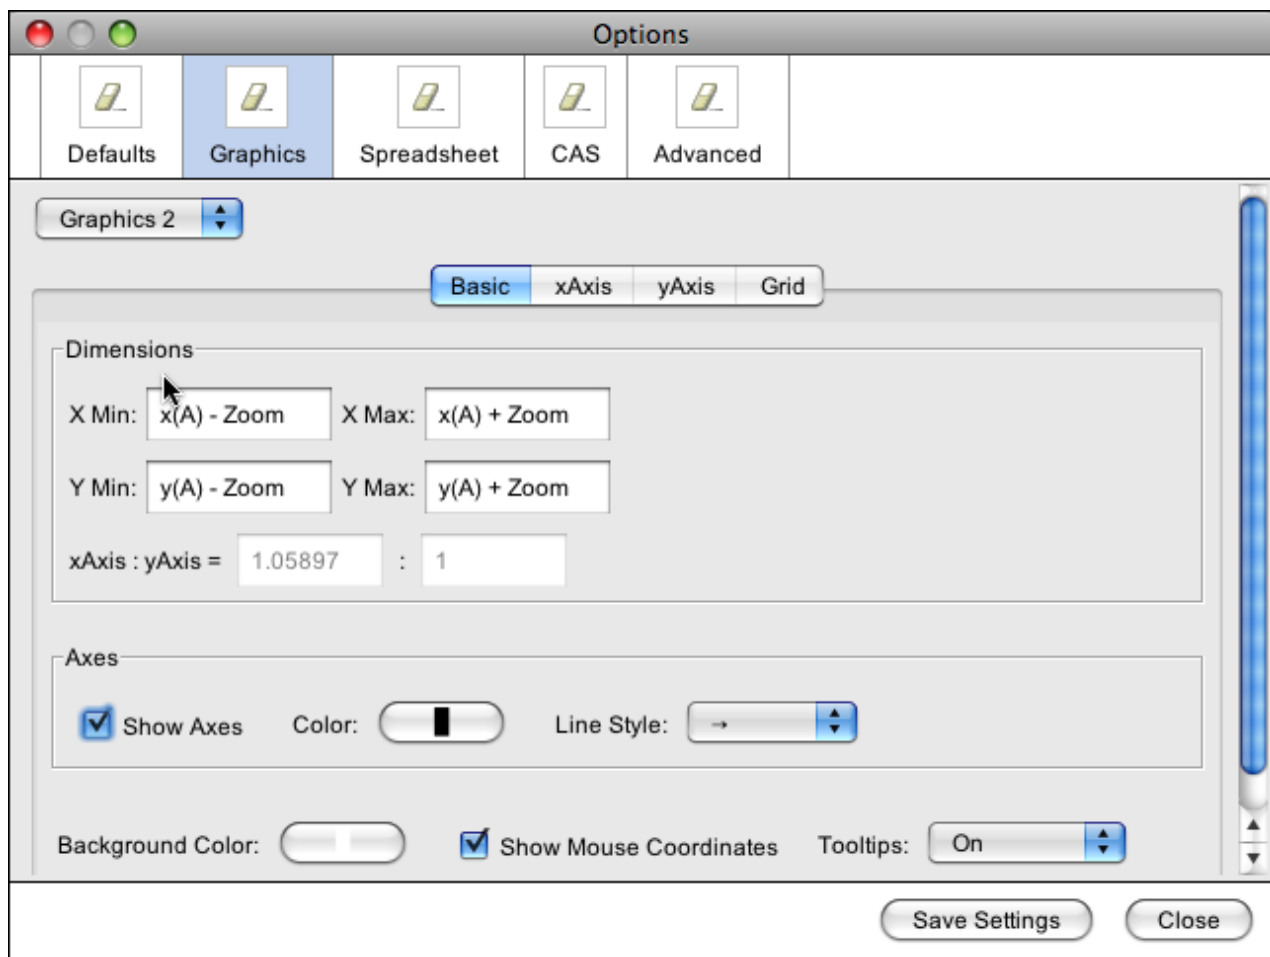 Options
Defaults Graphics Spreadsheet CAS Advanced
Graphics 2
Basic xAxis yAxis Grid
Dimensions
X Min: x(A) - Zoom X Max: x(A) + Zoom
Y Min: y(A) - Zoom Y Max: y(A) + Zoom
xAxis : yAxis = 1.05897 : 1
Axes
Show Axes Color: Line Style: →
Background Color: Show Mouse Coordinates Tooltips: On
Save Settings Close